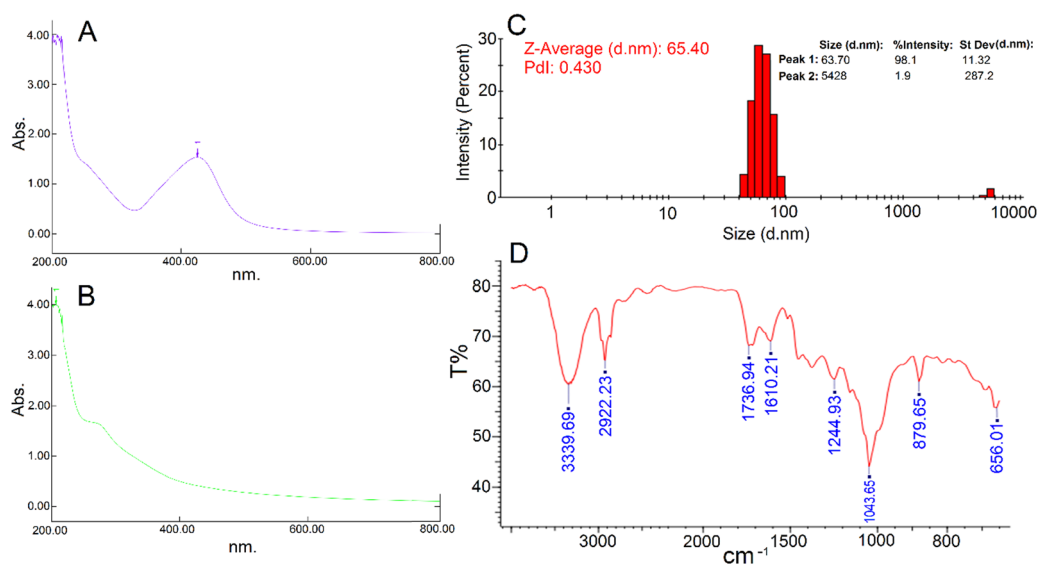 A
Abs.
4.00
3.00
2.00
1.00
0.00
200.00 400.00 600.00 800.00
nm.
1
B
Abs.
4.00
3.00
2.00
1.00
0.00
200.00 400.00 600.00 800.00
nm.
C
Z-Average (d.nm): 65.40
PdI: 0.430
Size (d.nm): %Intensity: St Dev(d.nm):
Peak 1: 63.70 98.1 11.32
Peak 2: 5428 1.9 287.2
Intensity (Percent)
30
20
10
0
1 10 100 1000 10000
Size (d.nm)
D
T%
80
70
60
50
40
3339.69
2922.23
1736.94
1610.21
1244.93
1043.65
879.65
656.01
3000 2000 1500 1000 800
cm-1